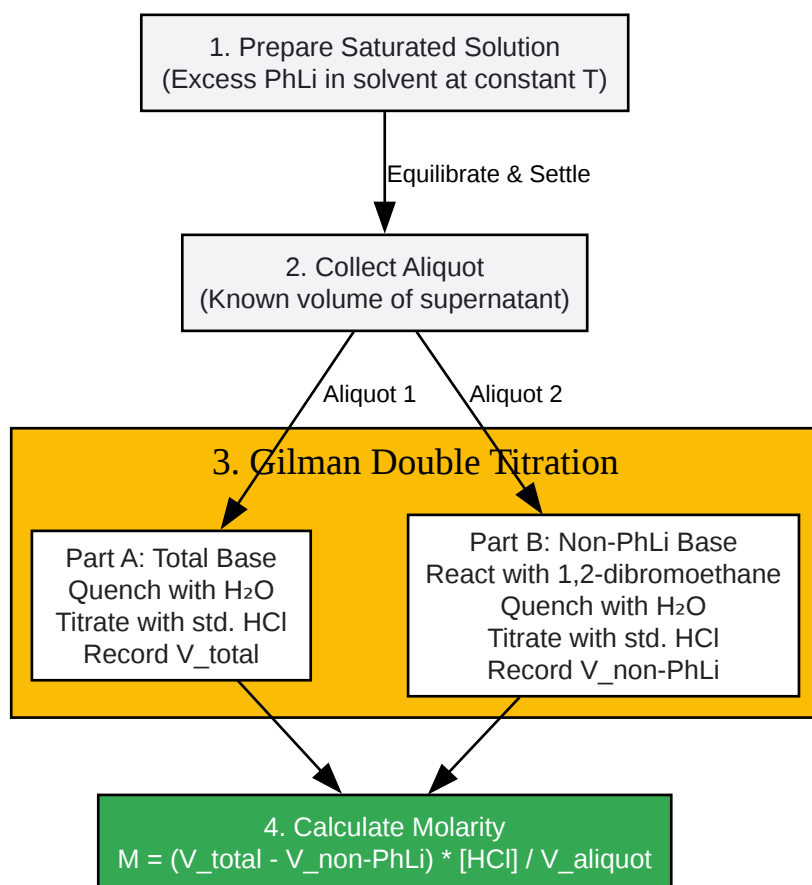 1. Prepare Saturated Solution
(Excess PhLi in solvent at constant T)
Equilibrate & Settle
2. Collect Aliquot
(Known volume of supernatant)
Aliquot 1
Aliquot 2
3. Gilman Double Titration
Part A: Total Base
Quench with H₂O
Titrate with std. HCl
Record V_total
Part B: Non-PhLi Base
React with 1,2-dibromoethane
Quench with H₂O
Titrate with std. HCl
Record V_non-PhLi
4. Calculate Molarity
M = (V_total - V_non-PhLi) * [HCl] / V_aliquot